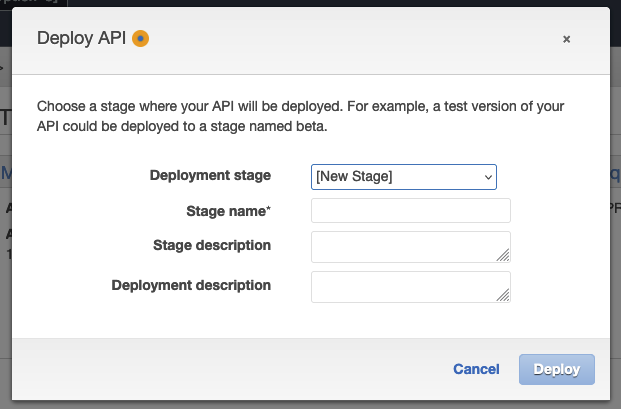 Deploy API
×
Choose a stage where your API will be deployed. For example, a test version of your
API could be deployed to a stage named beta.
Deployment stage [New Stage]
Stage name*
Stage description
Deployment description
Cancel Deploy